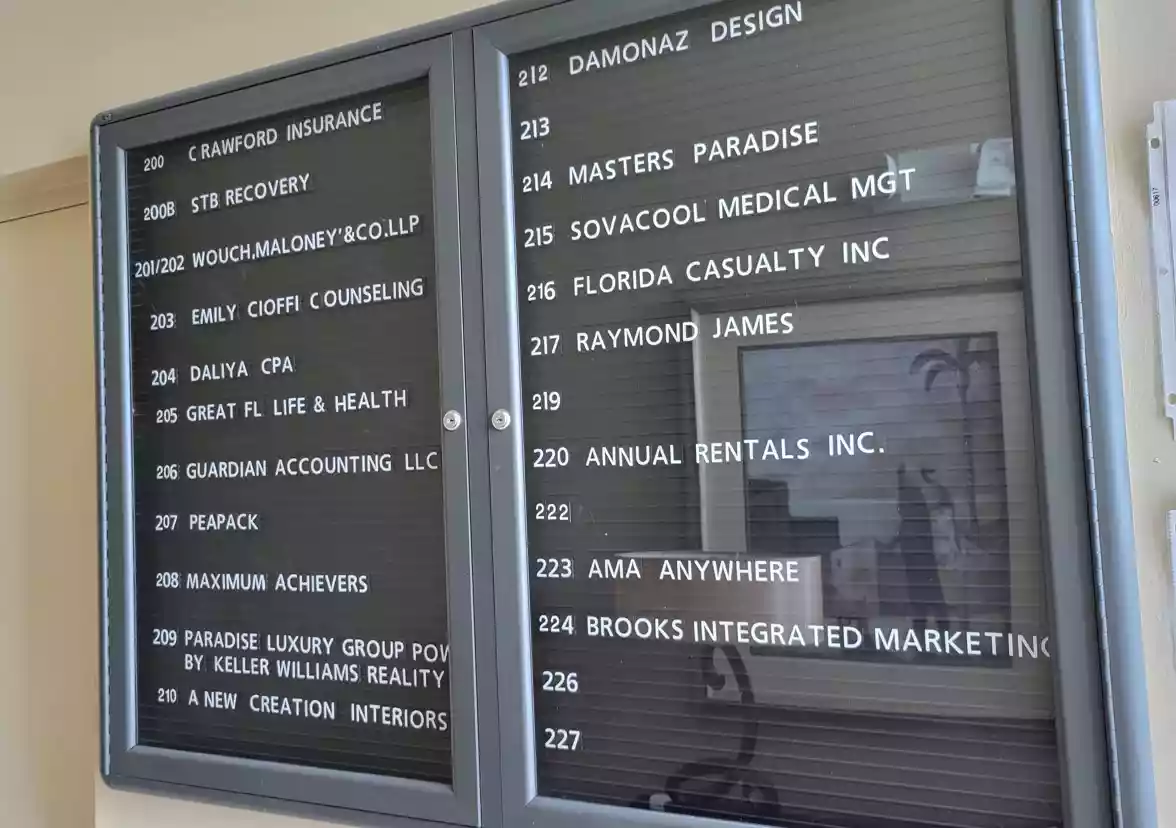 200 CRAWFORD INSURANCE
200B STB RECOVERY
201/202 WOUCH,MALONEY'&CO.LLP
203 EMILY CIOFFI COUNSELING
204 DALIYA CPA
205 GREAT FL LIFE & HEALTH
206 GUARDIAN ACCOUNTING LLC
207 PEAPACK
208 MAXIMUM ACHIEVERS
209 PARADISE LUXURY GROUP
BY KELLER WILLIAMS REALITY
210 A NEW CREATION INTERIORS
212 DAMONAZ DESIGN
213
214 MASTERS PARADISE
215 SOVACOOL MEDICAL MGT
216 FLORIDA CASUALTY INC
217 RAYMOND JAMES
219
220 ANNUAL RENTALS INC.
222
223 AMA ANYWHERE
224 BROOKS INTEGRATED MARKETING
226
227